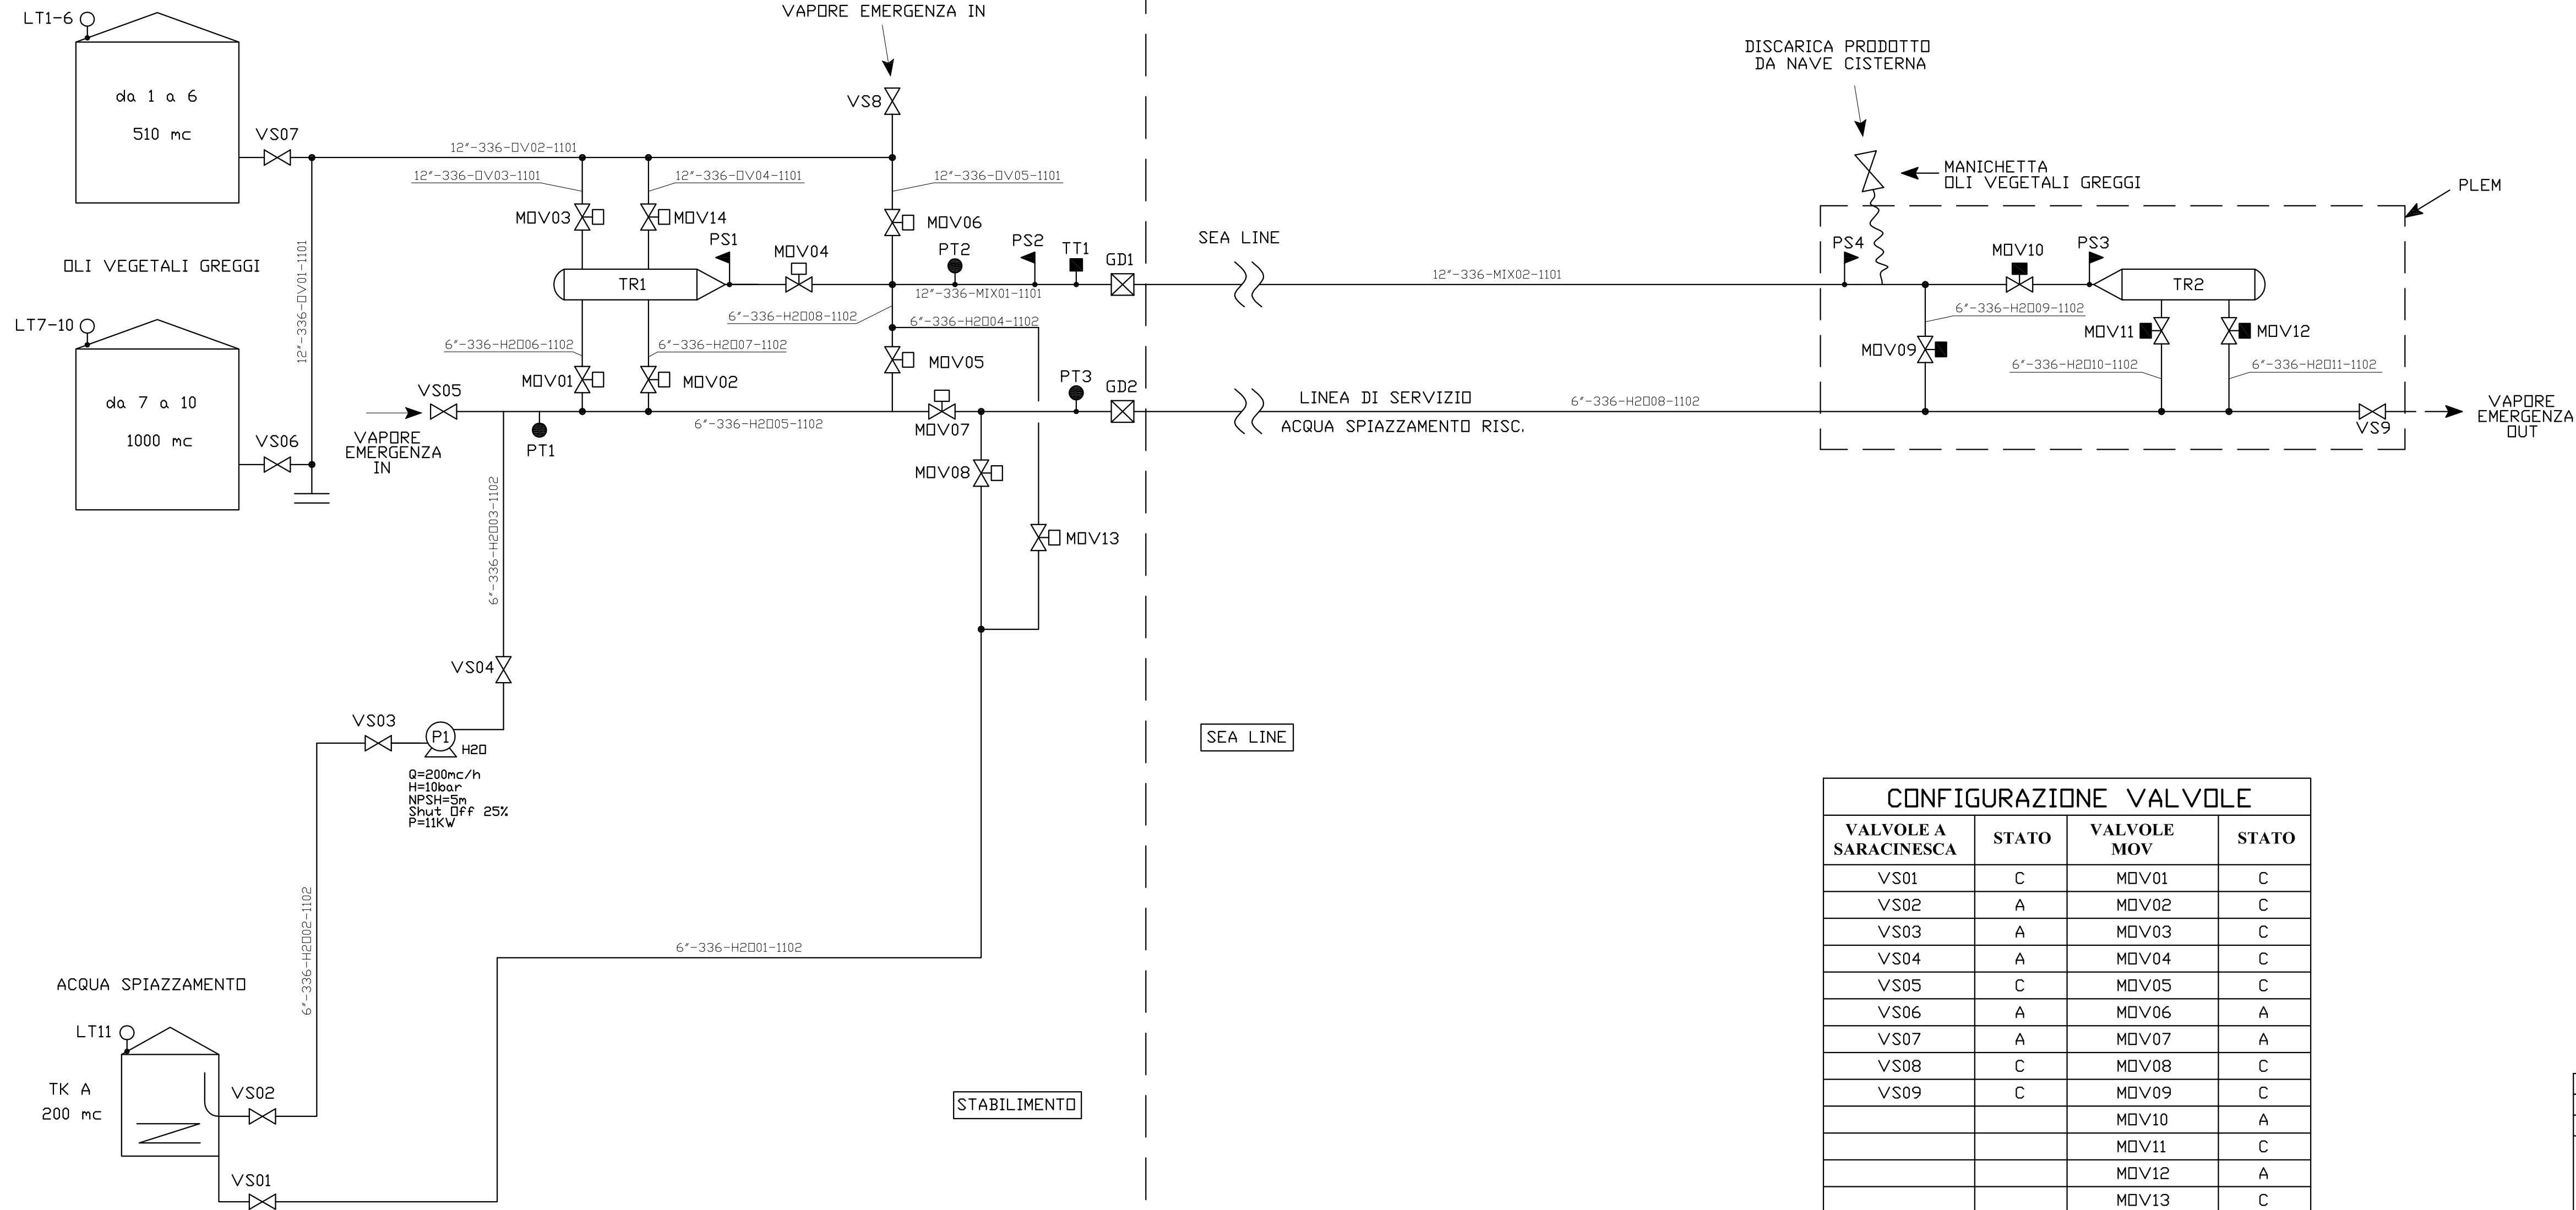 LT1-6
da 1 a 6
510 mc
VS07
OLI VEGETALI GREGGI
LT7-10
da 7 a 10
1000 mc
VS06
12"-336-OV01-1101
12"-336-OV02-1101
VAPORE EMERGENZA IN
VS8
12"-336-OV03-1101
12"-336-OV04-1101
12"-336-OV05-1101
MOV03
MOV14
MOV06
PS1
MOV04
PT2
PS2
TT1
GD1
TR1
12"-336-MIX01-1101
6"-336-H2O08-1102
6"-336-H2O04-1102
6"-336-H2O06-1102
6"-336-H2O07-1102
MOV05
MOV01
MOV02
PT3
GD2
VS05
VAPORE
EMERGENZA
IN
PT1
6"-336-H2O05-1102
MOV07
MOV08
MOV13
6"-336-H2O03-1102
VS04
VS03
P1
H2O
Q=200mc/h
H=10bar
NPSH=5m
Shut Off 25%
P=11KW
6"-336-H2O02-1102
6"-336-H2O01-1102
ACQUA SPIAZZAMENTO
LT11
TK A
200 mc
VS02
VS01
STABILIMENTO
SEA LINE
SEA LINE
12"-336-MIX02-1101
LINEA DI SERVIZIO
ACQUA SPIAZZAMENTO RISC.
6"-336-H2O08-1102
DISCARICA PRODOTTO
DA NAVE CISTERNA
MANICHETTA
OLI VEGETALI GREGGI
PLEM
PS4
MOV10
PS3
TR2
6"-336-H2O09-1102
MOV11
MOV12
MOV09
6"-336-H2O10-1102
6"-336-H2O11-1102
VS9
VAPORE
EMERGENZA
OUT
CONFIGURAZIONE VALVOLE
VALVOLE A SARACINESCA STATO VALVOLE MOV STATO
VS01 C MOV01 C
VS02 A MOV02 C
VS03 A MOV03 C
VS04 A MOV04 C
VS05 C MOV05 C
VS06 A MOV06 A
VS07 A MOV07 A
VS08 C MOV08 C
VS09 C MOV09 C
MOV10 A
MOV11 C
MOV12 A
MOV13 C